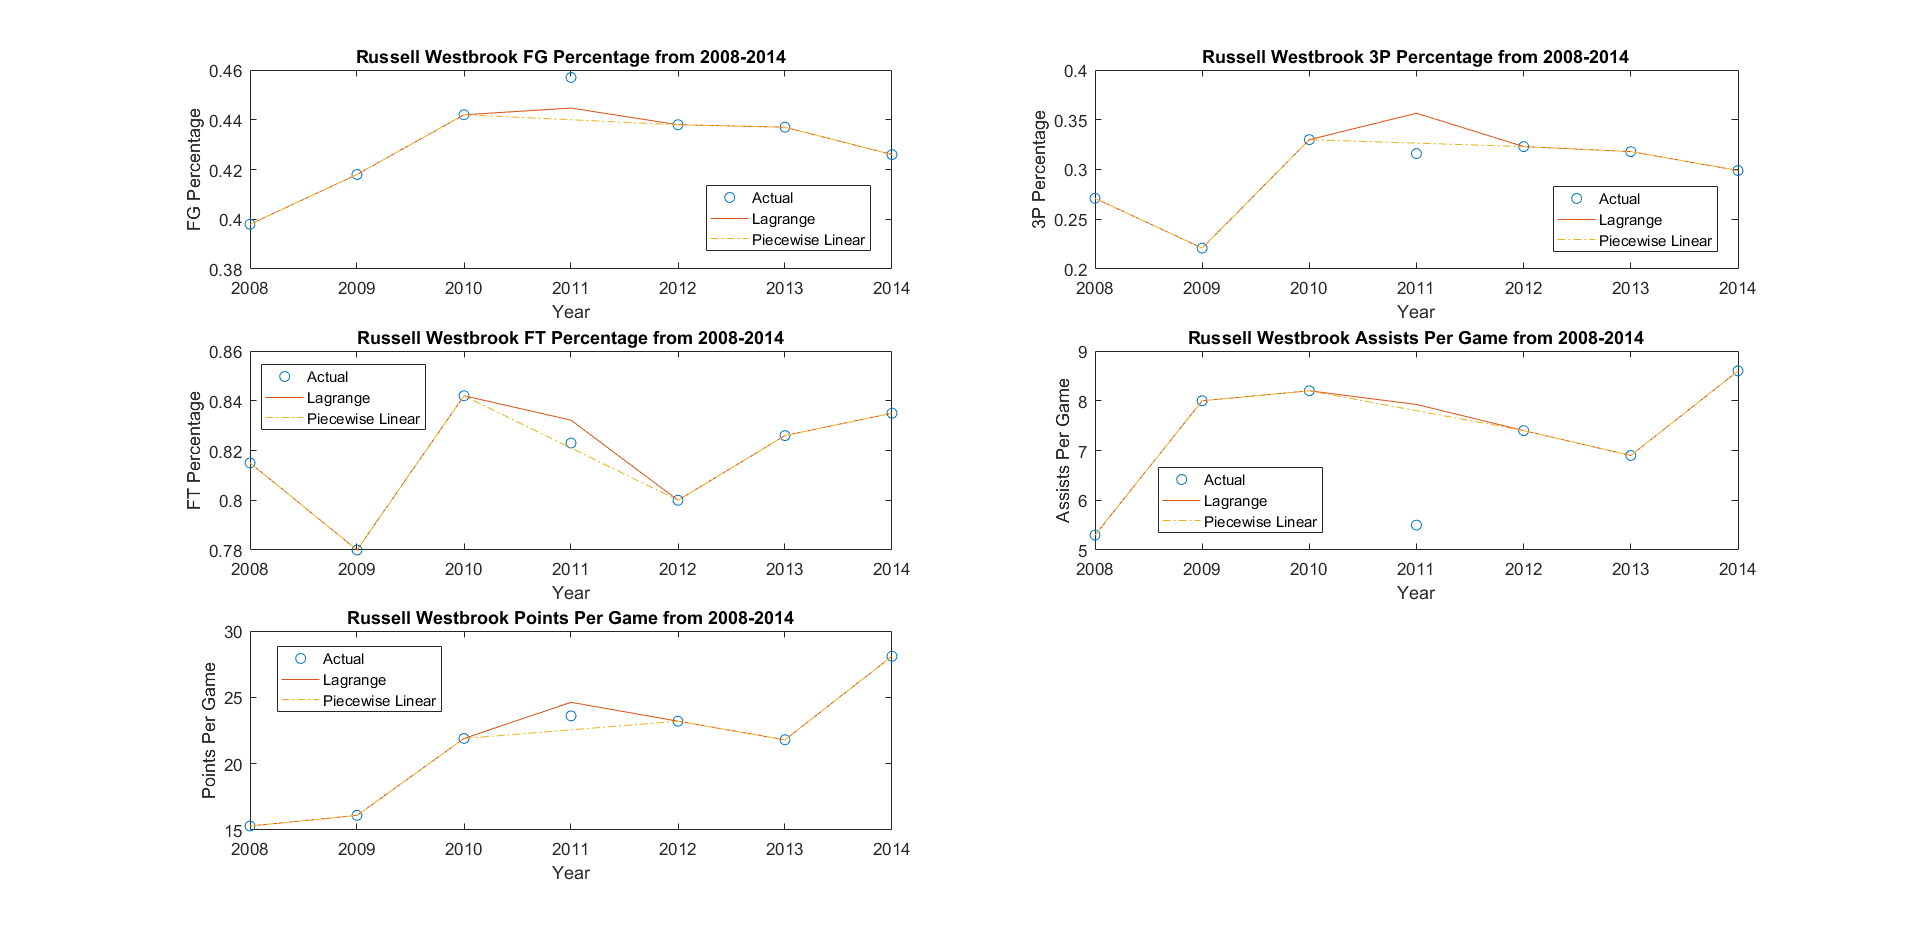 Russell Westbrook FG Percentage from 2008-2014
FG Percentage
0.46
0.44
0.42
0.4
0.38
Actual
Lagrange
Piecewise Linear
2008 2009 2010 2011 2012 2013 2014
Year
Russell Westbrook 3P Percentage from 2008-2014
3P Percentage
0.4
0.35
0.3
0.25
0.2
Actual
Lagrange
Piecewise Linear
2008 2009 2010 2011 2012 2013 2014
Year
Russell Westbrook FT Percentage from 2008-2014
FT Percentage
0.86
0.84
0.82
0.8
0.78
Actual
Lagrange
Piecewise Linear
2008 2009 2010 2011 2012 2013 2014
Year
Russell Westbrook Assists Per Game from 2008-2014
Assists Per Game
9
8
7
6
5
Actual
Lagrange
Piecewise Linear
2008 2009 2010 2011 2012 2013 2014
Year
Russell Westbrook Points Per Game from 2008-2014
Points Per Game
30
25
20
15
Actual
Lagrange
Piecewise Linear
2008 2009 2010 2011 2012 2013 2014
Year